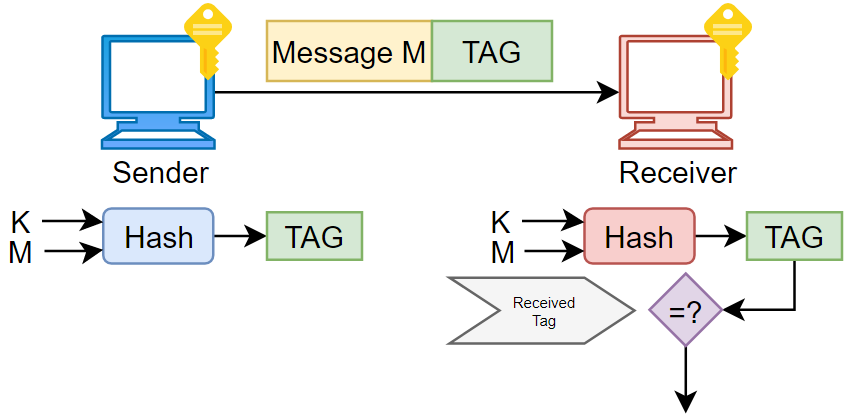 Message M
TAG
Sender
Receiver
K
M
Hash
TAG
K
M
Hash
TAG
Received
Tag
=?